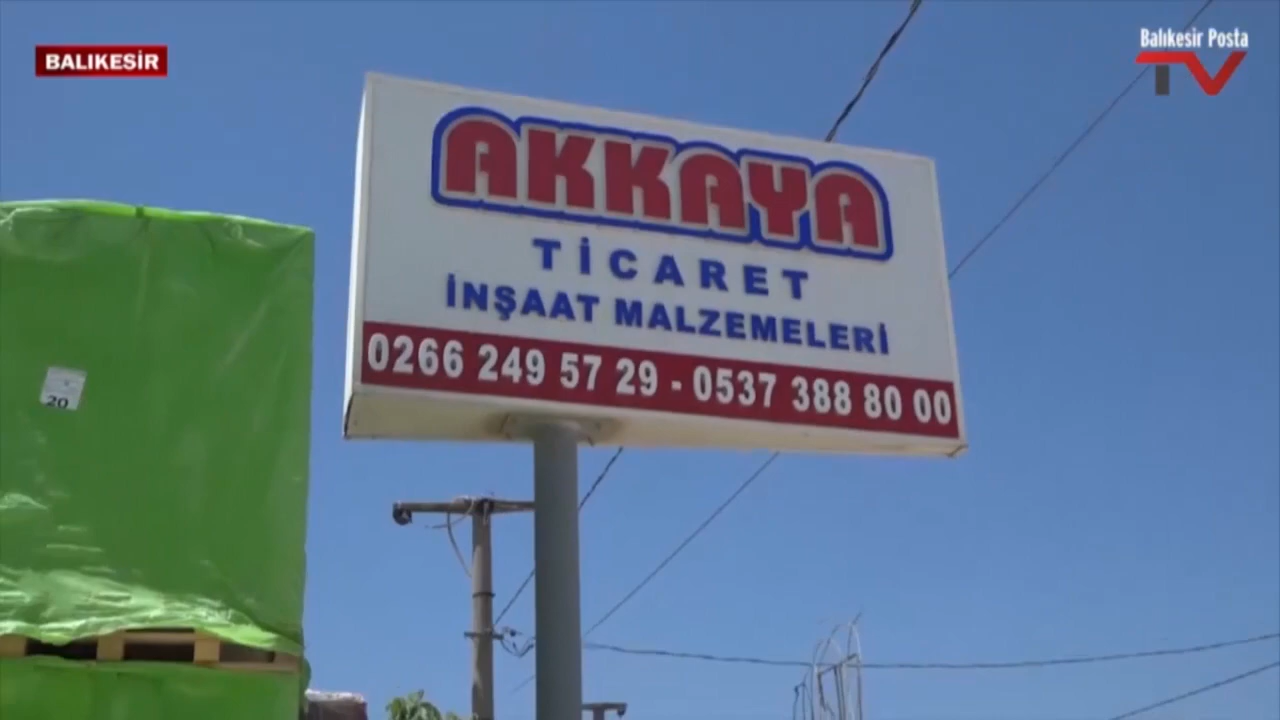 BALIKESİR
Balıkesir Posta
TV
AKKAYA
TİCARET
İNŞAAT MALZEMELERİ
0266 249 57 29 - 0537 388 80 00
20